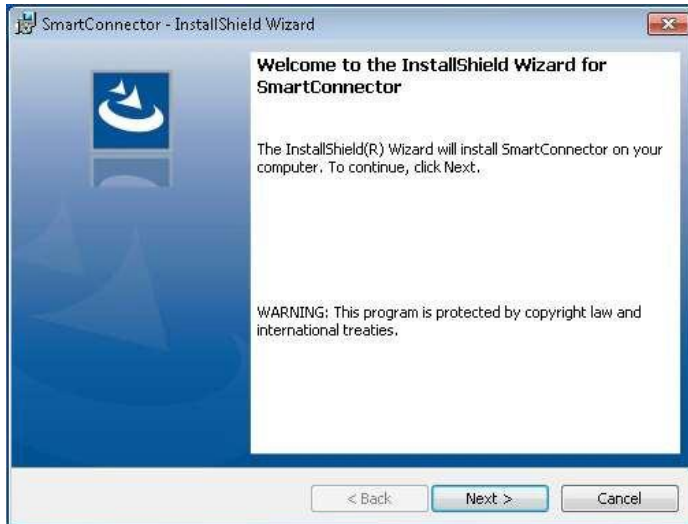 SmartConnector - InstallShield Wizard
Welcome to the InstallShield Wizard for
SmartConnector
The InstallShield(R) Wizard will install SmartConnector on your
computer. To continue, click Next.
WARNING: This program is protected by copyright law and
international treaties.
< Back
Next >
Cancel